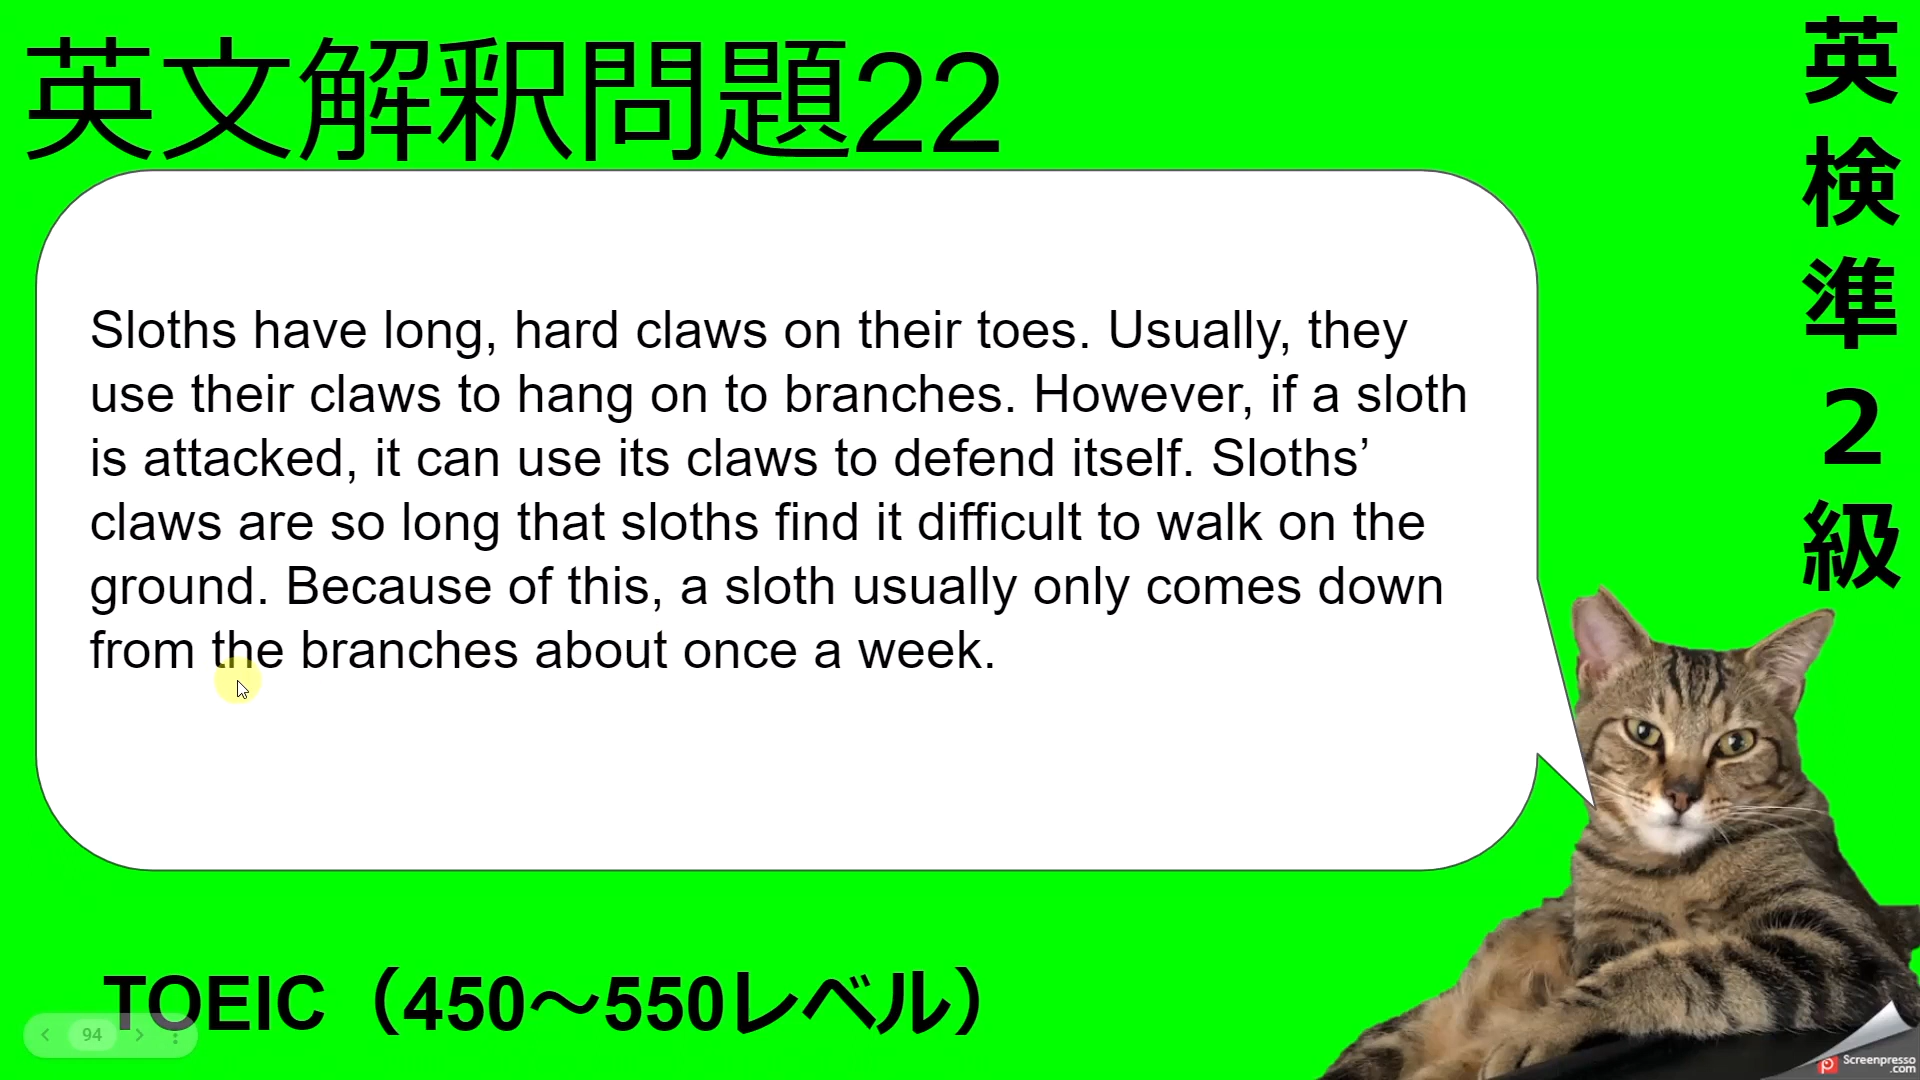 英文解釈問題22
英検準2級
Sloths have long, hard claws on their toes. Usually, they
use their claws to hang on to branches. However, if a sloth
is attacked, it can use its claws to defend itself. Sloths’
claws are so long that sloths find it difficult to walk on the
ground. Because of this, a sloth usually only comes down
from the branches about once a week.
TOEIC（450～550レベル）
94
Screenpresso
.com